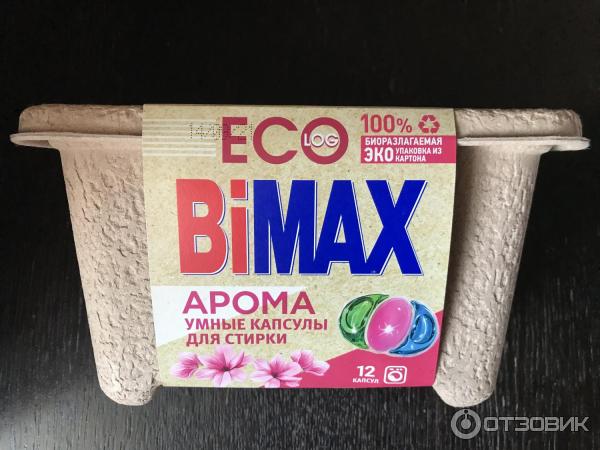 ECO
LOG
100%
БИОРАЗЛАГАЕМАЯ
ЭКО УПАКОВКА ИЗ
КАРТОНА
BiMAX
АРОМА
УМНЫЕ КАПСУЛЫ
ДЛЯ СТИРКИ
12
КАПСУЛ
ОТЗОВИК